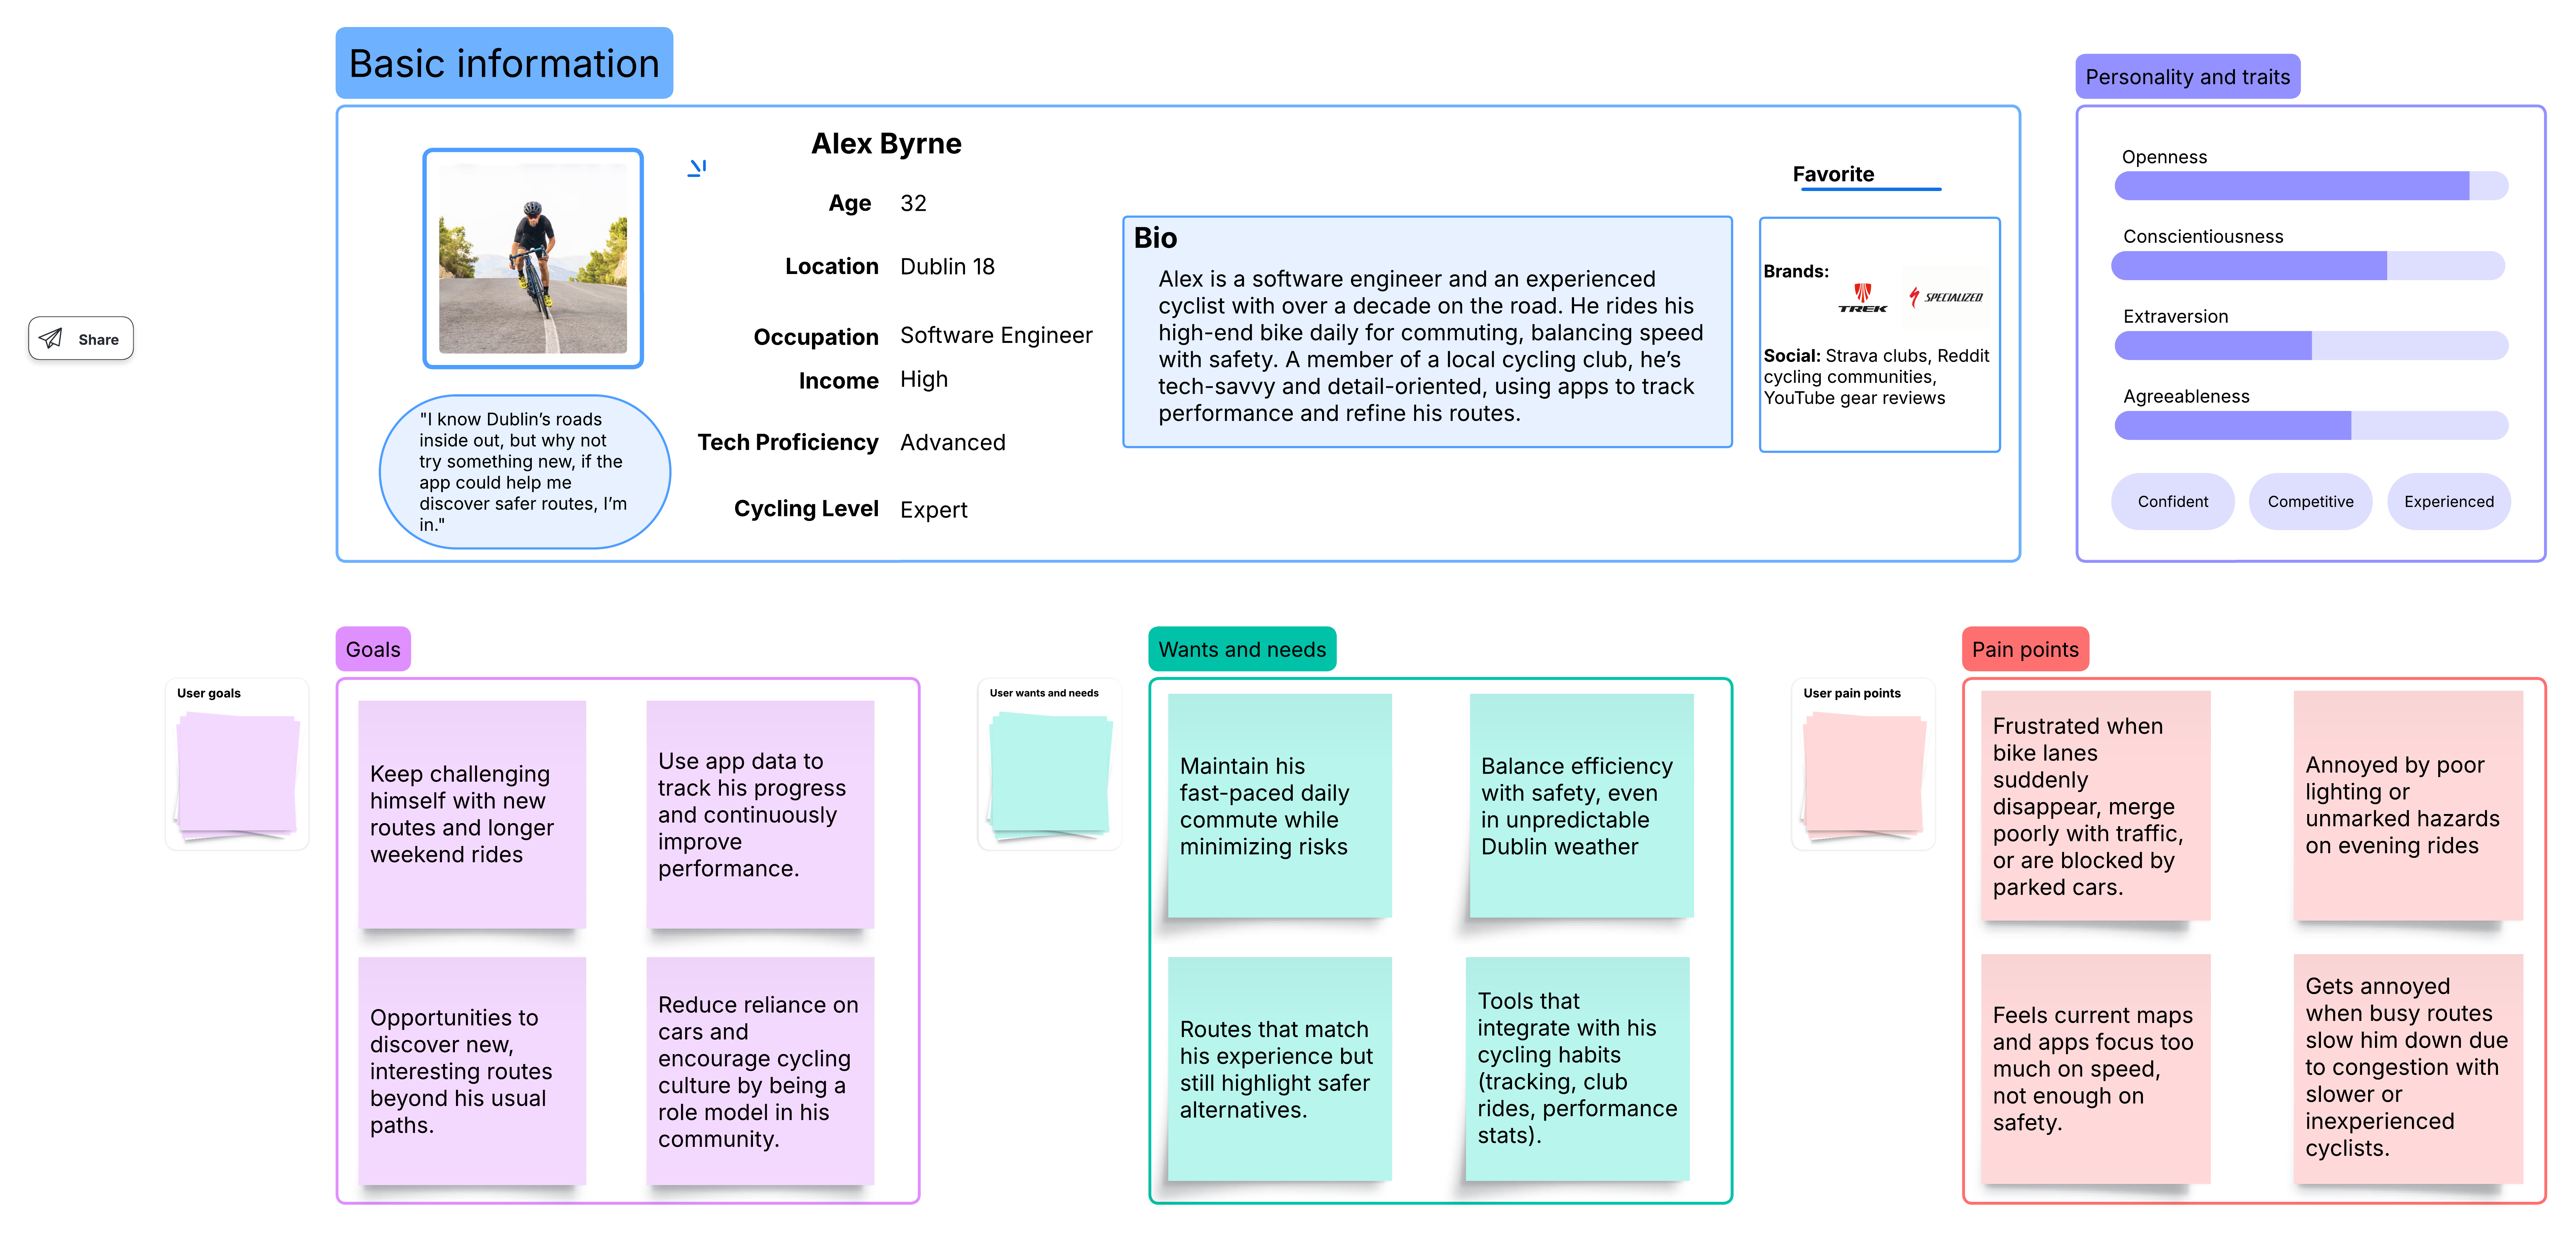 Basic information
Personality and traits
Alex Byrne
Age 32
Location Dublin 18
Occupation Software Engineer
Income High
Tech Proficiency Advanced
Cycling Level Expert
"I know Dublin’s roads
inside out, but why not
try something new, if the
app could help me
discover safer routes, I’m
in."
Bio
Alex is a software engineer and an experienced
cyclist with over a decade on the road. He rides his
high-end bike daily for commuting, balancing speed
with safety. A member of a local cycling club, he’s
tech-savvy and detail-oriented, using apps to track
performance and refine his routes.
Favorite
Brands:
TREK
SPECIALIZED
Social: Strava clubs, Reddit
cycling communities,
YouTube gear reviews
Openness
Conscientiousness
Extraversion
Agreeableness
Confident
Competitive
Experienced
Share
Goals
User goals
Keep challenging
himself with new
routes and longer
weekend rides
Use app data to
track his progress
and continuously
improve
performance.
Opportunities to
discover new,
interesting routes
beyond his usual
paths.
Reduce reliance on
cars and
encourage cycling
culture by being a
role model in his
community.
Wants and needs
User wants and needs
Maintain his
fast-paced daily
commute while
minimizing risks
Balance efficiency
with safety, even
in unpredictable
Dublin weather
Routes that match
his experience but
still highlight safer
alternatives.
Tools that
integrate with his
cycling habits
(tracking, club
rides, performance
stats).
Pain points
User pain points
Frustrated when
bike lanes
suddenly
disappear, merge
poorly with traffic,
or are blocked by
parked cars.
Annoyed by poor
lighting or
unmarked hazards
on evening rides
Feels current maps
and apps focus too
much on speed,
not enough on
safety.
Gets annoyed
when busy routes
slow him down due
to congestion with
slower or
inexperienced
cyclists.